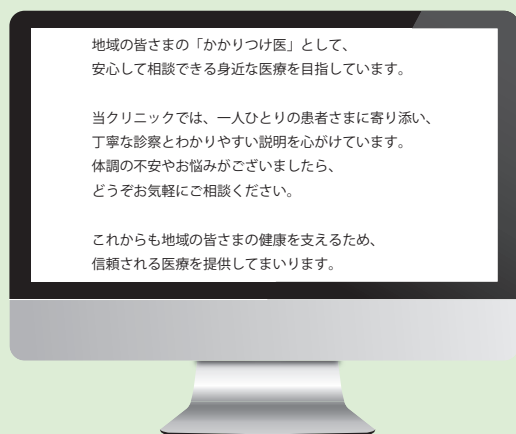 地域の皆さまの「かかりつけ医」として、
安心して相談できる身近な医療を目指しています。
当クリニックでは、一人ひとりの患者さまに寄り添い、
丁寧な診察とわかりやすい説明を心がけています。
体調の不安やお悩みがございましたら、
どうぞお気軽にご相談ください。
これからも地域の皆さまの健康を支えるため、
信頼される医療を提供してまいります。